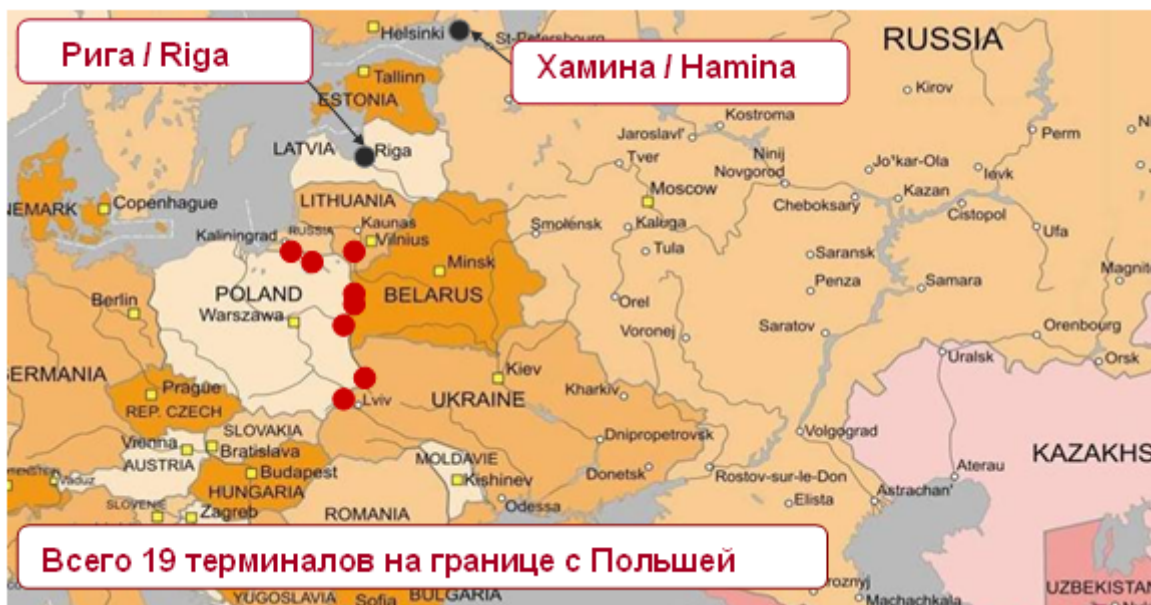 Рига / Riga
Хамина / Hamina
Helsinki
St-Petersbourg
RUSSIA
Tallinn
ESTONIA
Kirov
Kostroma
Jaroslavl'
Perm
LATVIA
Riga
Tver
Ninij
Novgorod
Jo'kar-Ola
Ievk
Moscow
Kazan
Cheboksary
Cistopol
LITHUANIA
Copenhague
Kaunas
Smolensk
Kaluga
Ufa
Kaliningrad
RUSSIA
Vilnius
Tula
Saransk
Minsk
Penza
Samara
Berlin
POLAND
BELARUS
Orel
Warszawa
Voronej
Saratov
Orenbourg
Uralsk
Orsk
Prague
Kiev
REP. CZECH
Lviv
UKRAINE
Kharkiv
SLOVAKIA
Vienna
Bratislava
Dnipropetrovsk
Volgograd
AUSTRIA
MOLDAVIE
KAZAKHS
Budapest
Vaduz
HUNGARIA
Kishinev
Donetsk
Rostov-sur-le-Don
Aterau
SLOVENIE
Zagreb
Odessa
Elista
Astrachan'
ROMANIA
Всего 19 терминалов на границе с Польшей
UZBEKISTAN
YUGOSLAVIA
Sofia
BULGARIA
Machachkala